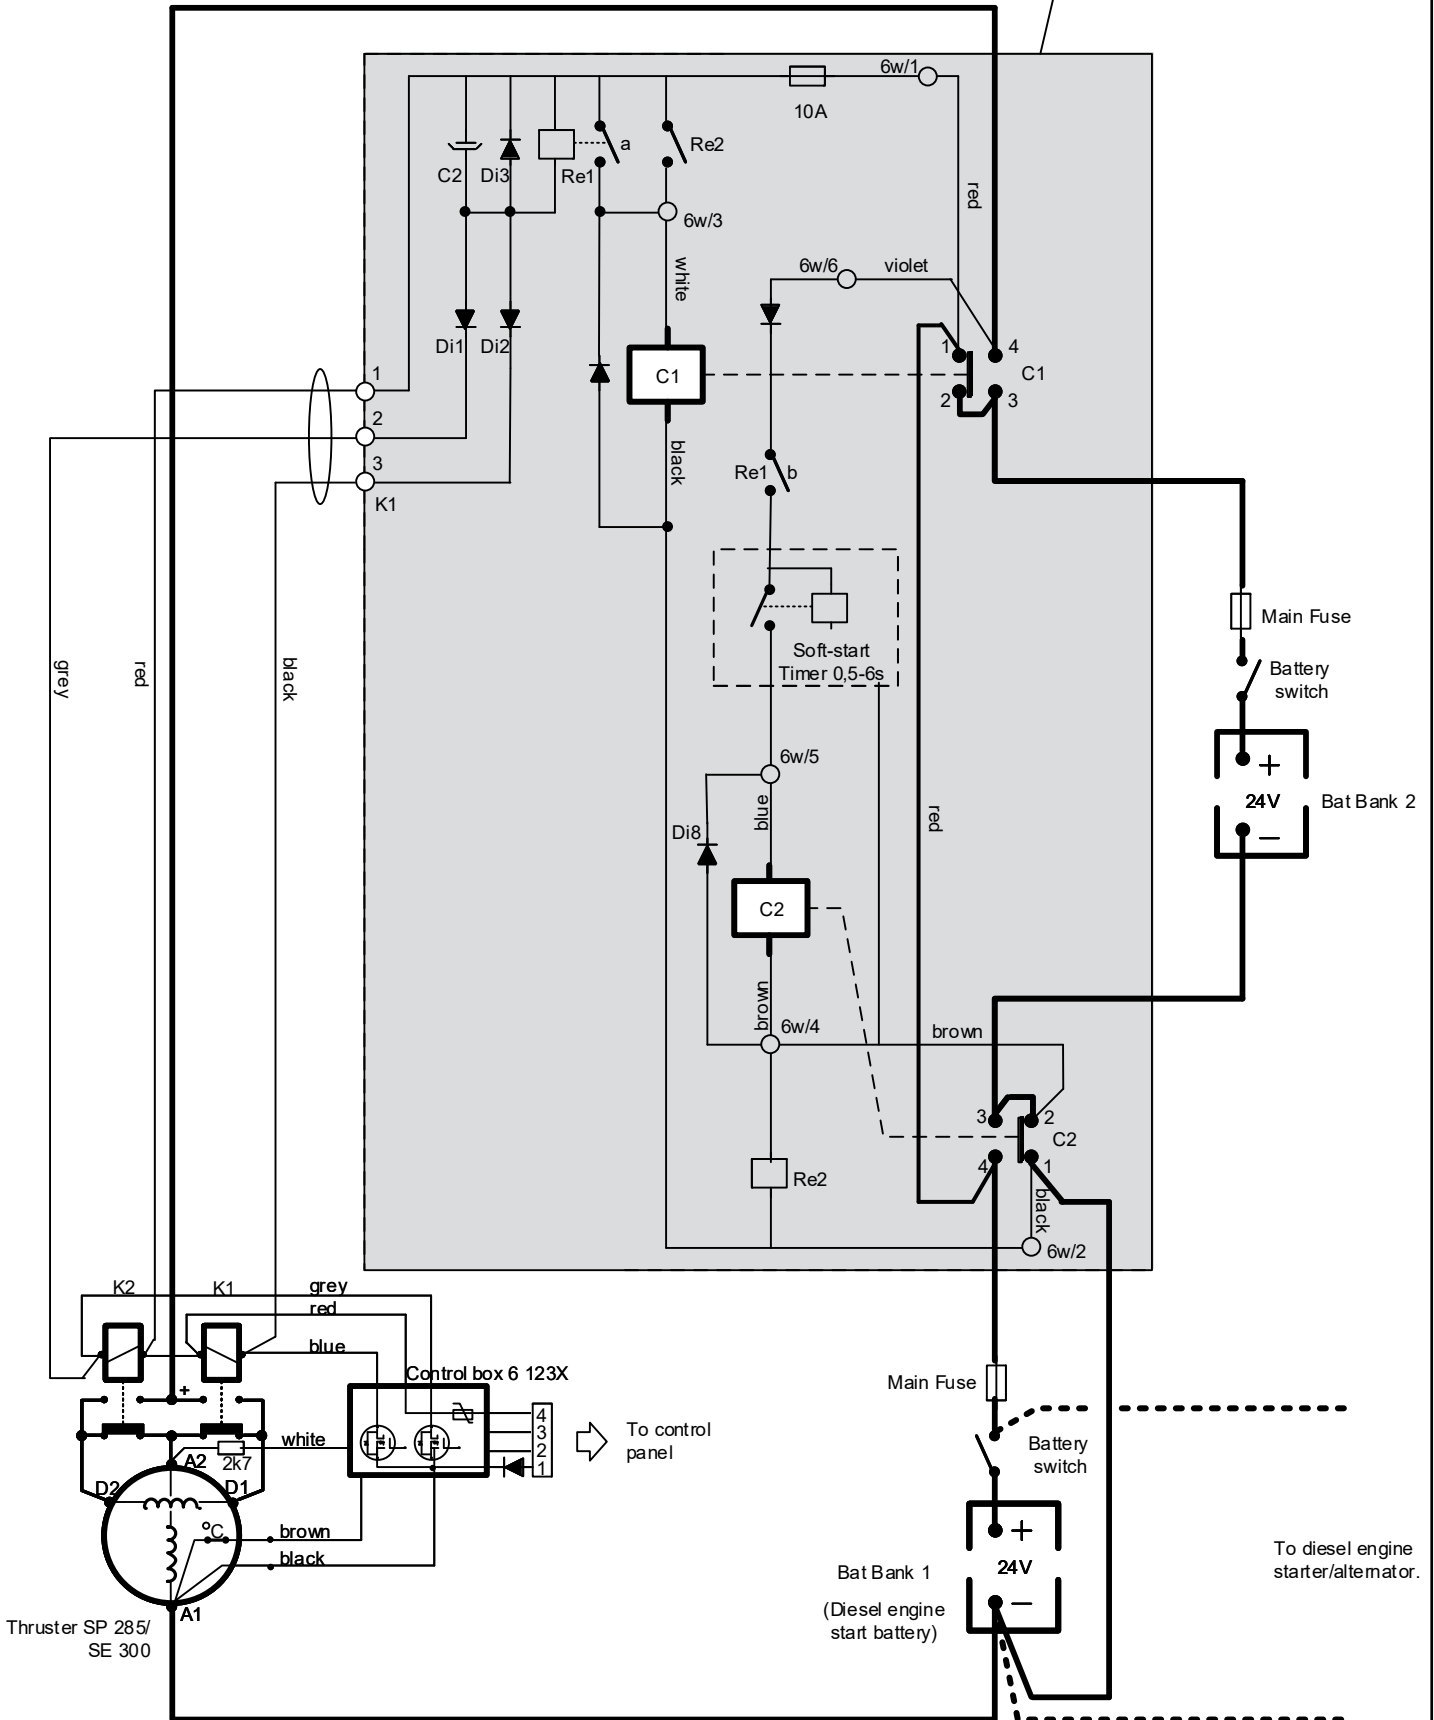 6w/1
10A
a
Re2
C2
Di3
Re1
red
6w/3
white
6w/6
violet
Di1
Di2
1
4
C1
C1
2
3
1
2
3
K1
black
Re1
b
Soft-start
Timer 0,5-6s
Main Fuse
Battery
switch
grey
red
black
+
24V
Bat Bank 2
−
6w/5
blue
red
Di8
C2
brown
6w/4
brown
3
2
C2
4
1
black
Re2
6w/2
K2
K1
grey
red
blue
Control box 6 123X
+
Main Fuse
4
3
2
1
To control
panel
white
2k7
A2
D2
D1
°C
brown
black
A1
Thruster SP 285/
SE 300
Battery
switch
+
24V
−
Bat Bank 1
(Diesel engine
start battery)
To diesel engine
starter/alternator.